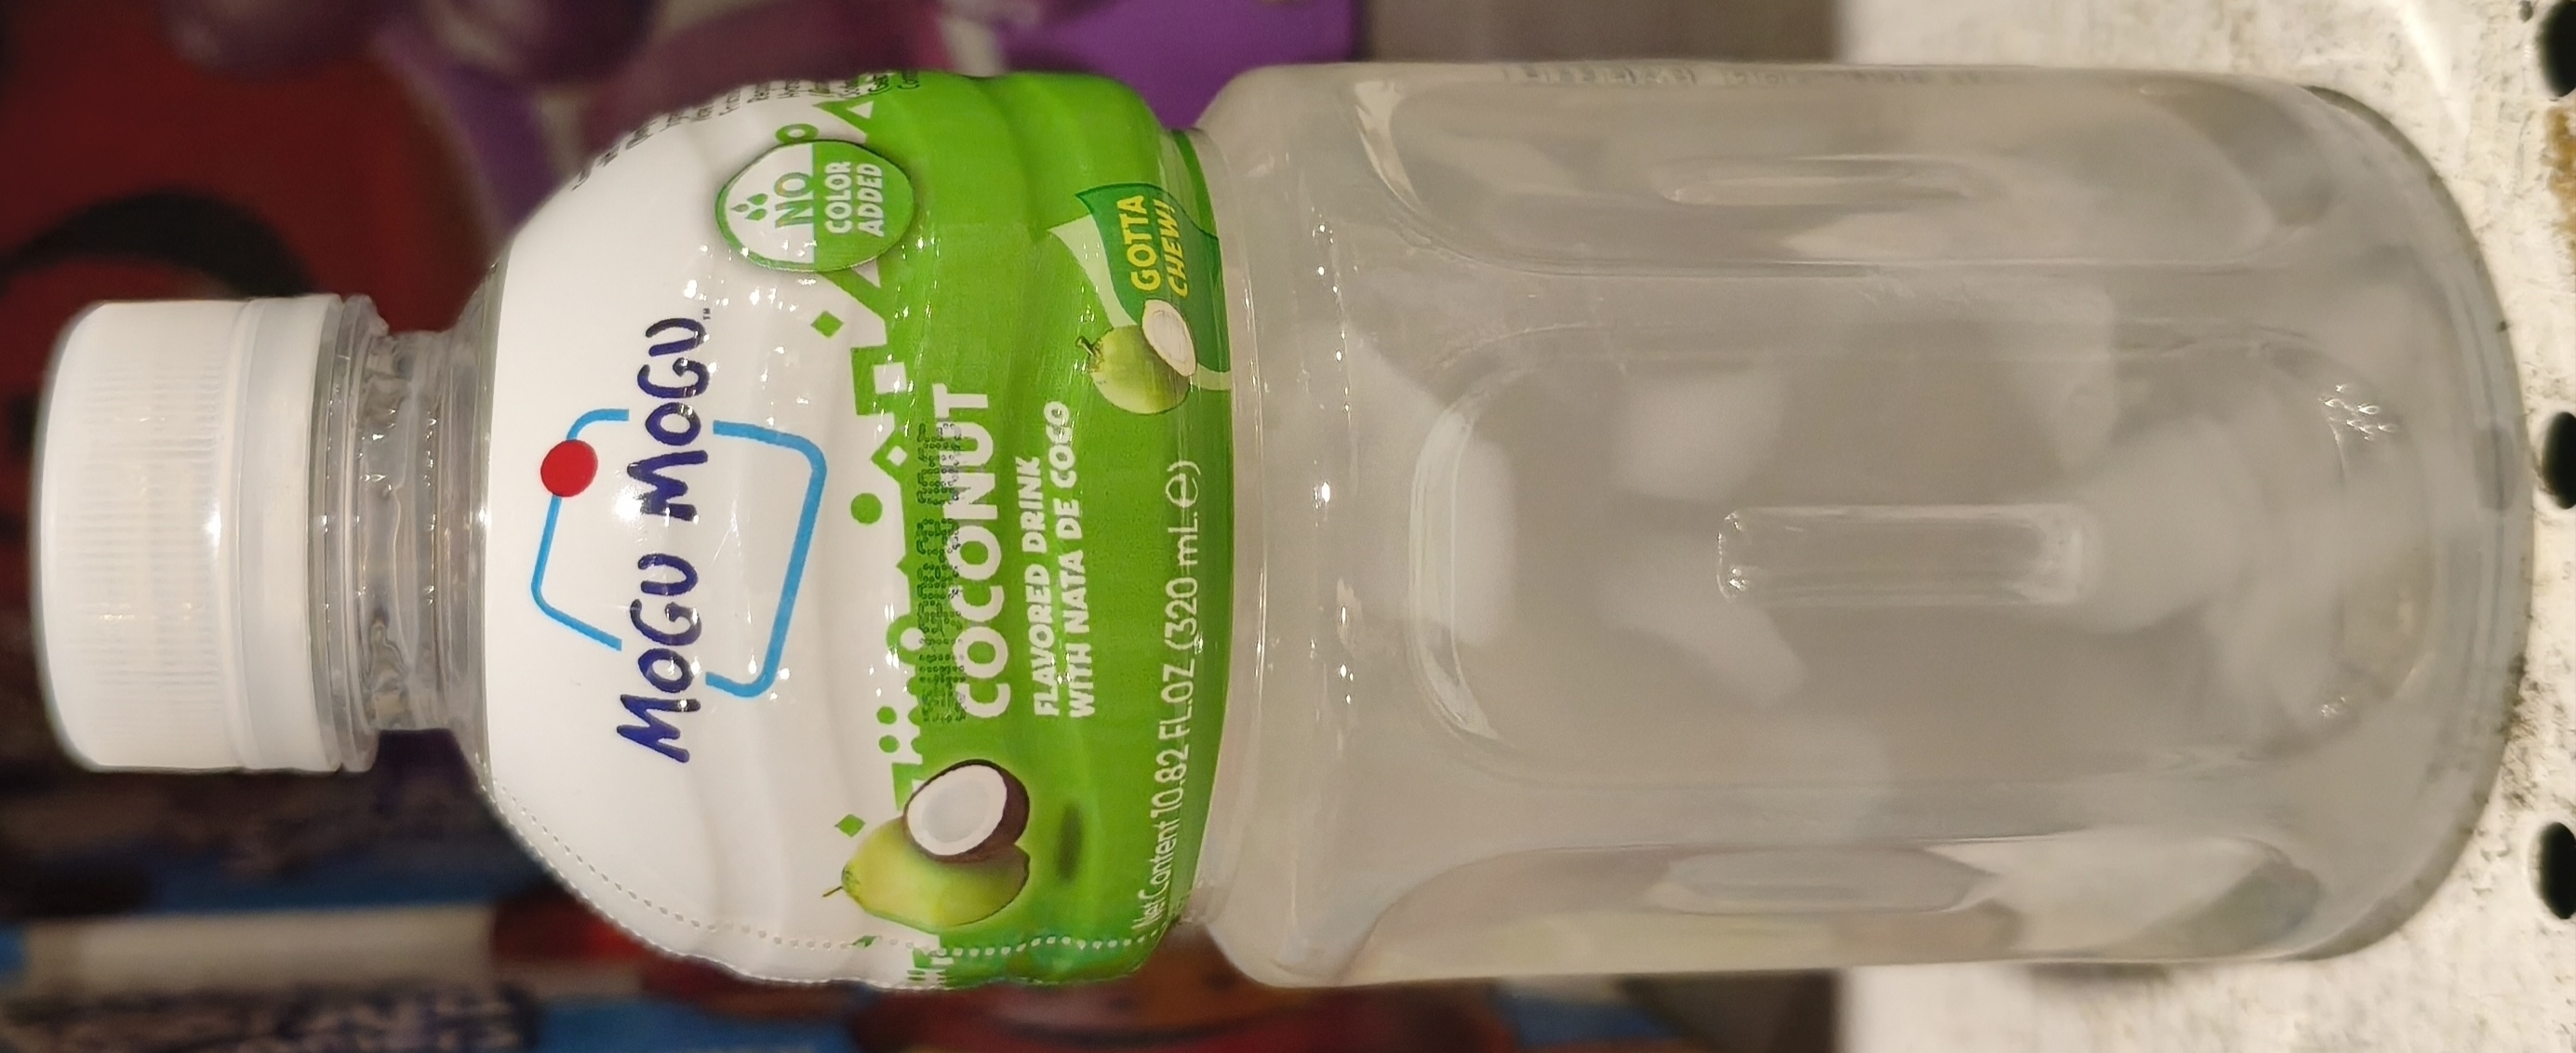 MOGU MOGU™
NO
COLOR
ADDED
COCONUT
FLAVORED DRINK
WITH NATA DE COCO
GOTTA
CHEW!
Net Content 10.82 FL.OZ (320 mL.℮)